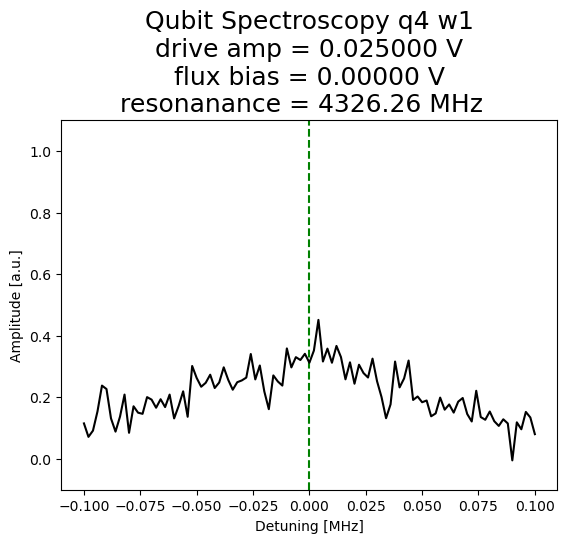 Qubit Spectroscopy q4 w1
drive amp = 0.025000 V
flux bias = 0.00000 V
resonanance = 4326.26 MHz
1.0
0.8
0.6
0.4
0.2
0.0
Amplitude [a.u.]
−0.100 −0.075 −0.050 −0.025 0.000 0.025 0.050 0.075 0.100
Detuning [MHz]